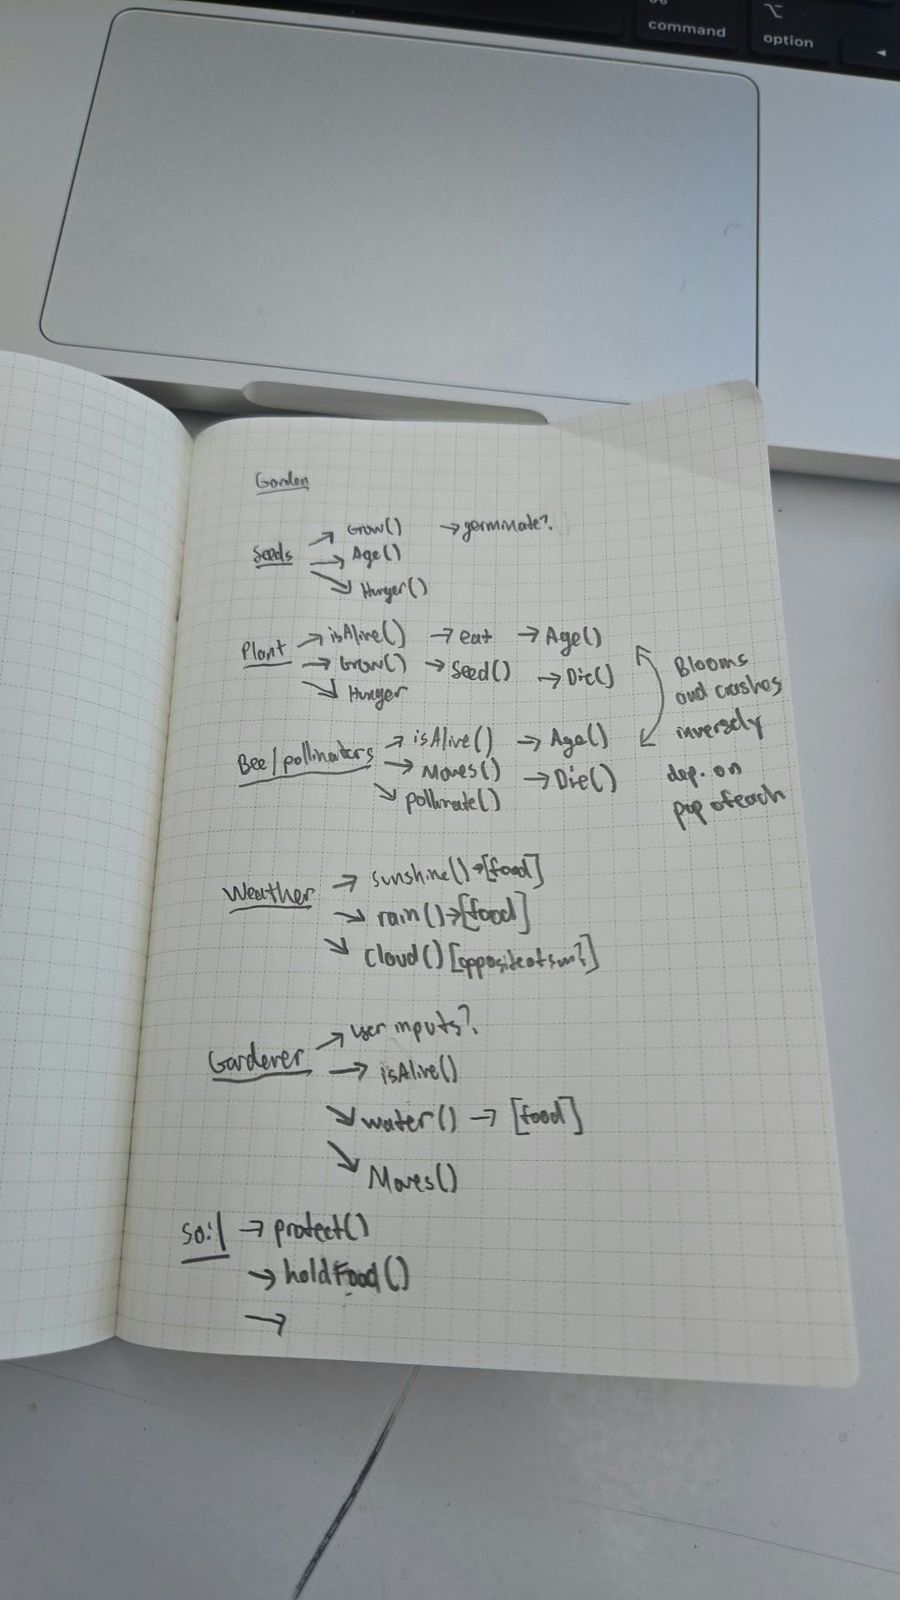 command
option
Garden
Seeds → Grow() → germinate?
→ Age()
↘ Hunger()
Plant → isAlive() → eat → Age()
→ Grow() → Seed() → Die()
↘ Hunger
Blooms
and crashes
inversely
dep. on
pop of each
Bee/pollinators → isAlive() → Age()
→ Moves() → Die()
↘ pollinate()
Weather → sunshine() → [food]
↘ rain() → [food]
↘ cloud() [opposite of sun?]
Gardener → user inputs?
→ isAlive()
↘ water() → [food]
↘ Moves()
soil → protect()
→ holdFood()
→